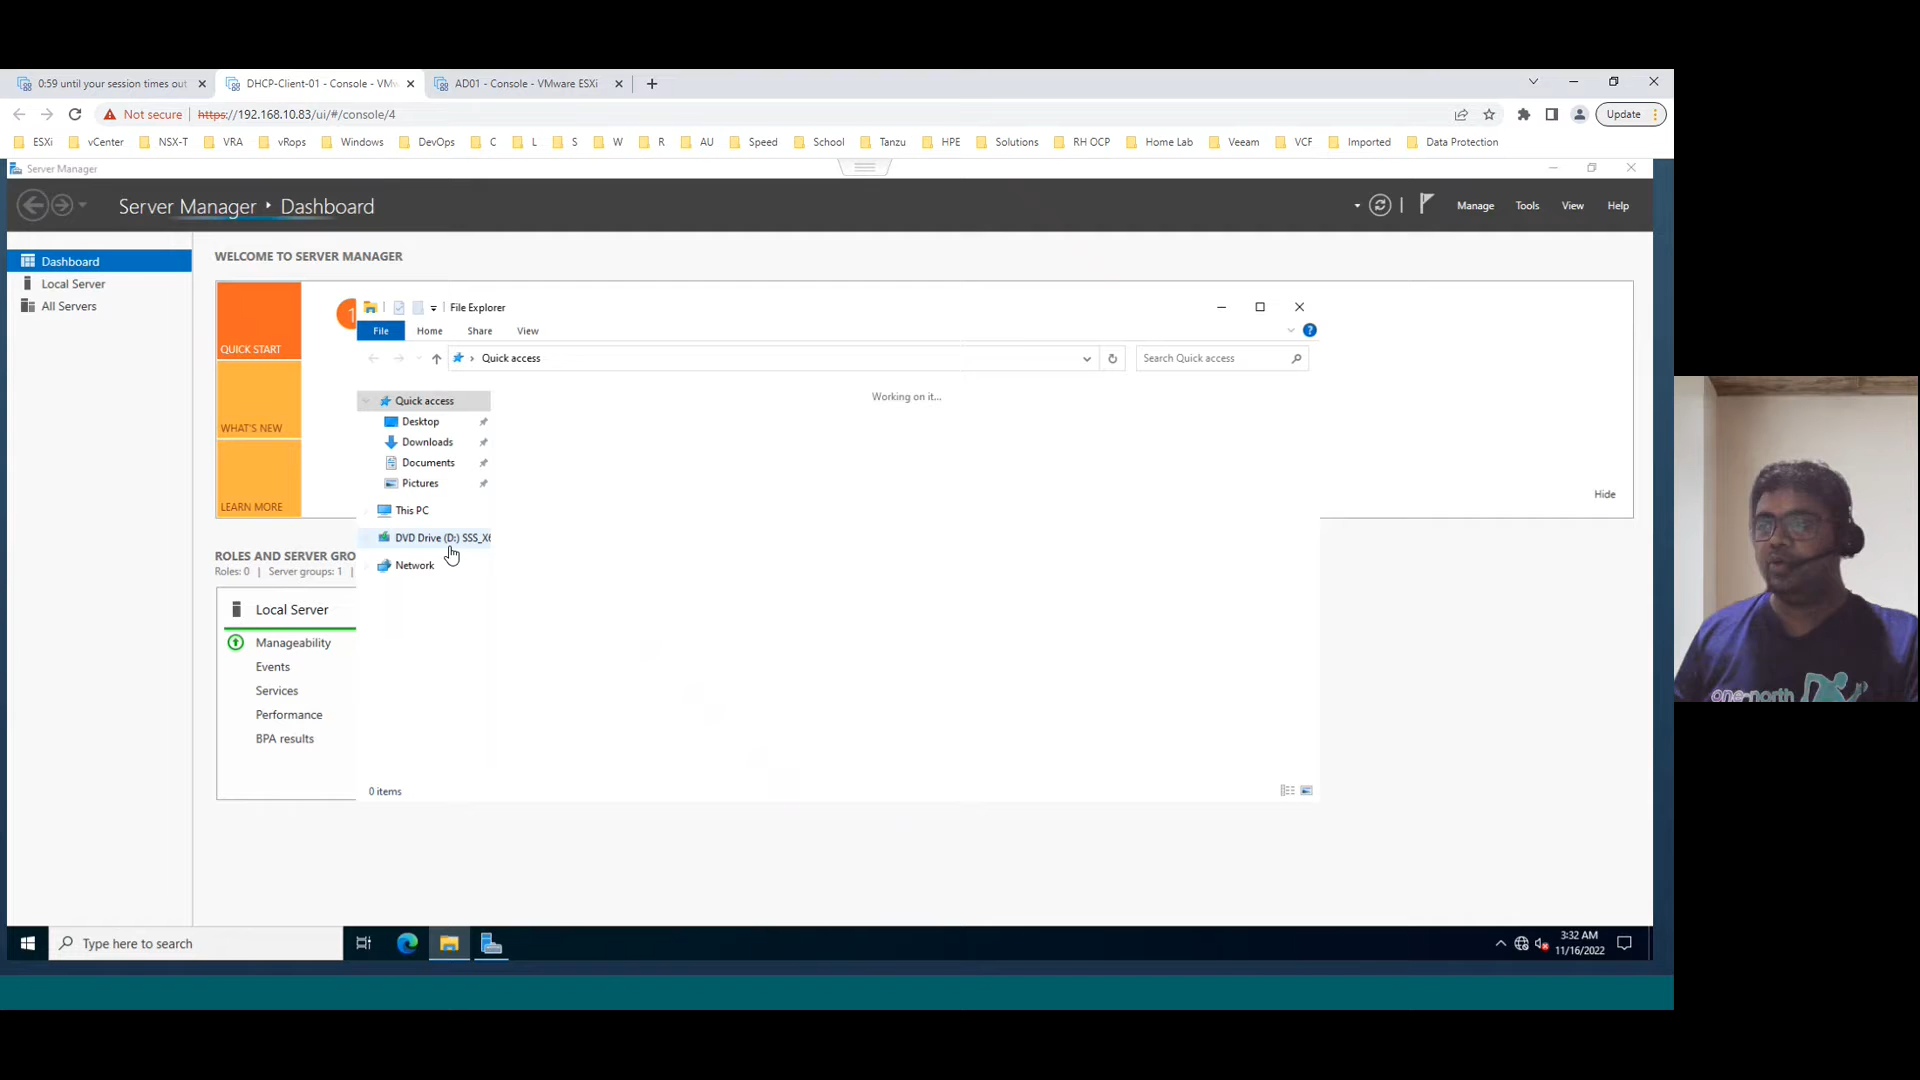 0:59 until your session times out
DHCP-Client-01 - Console - VM
AD01 - Console - VMware ESXi
Not secure
https://192.168.10.83/ui/#/console/4
Update
ESXi
vCenter
NSX-T
VRA
vRops
Windows
DevOps
C
L
S
W
R
AU
Speed
School
Tanzu
HPE
Solutions
RH OCP
Home Lab
Veeam
VCF
Imported
Data Protection
Server Manager
Server Manager
Dashboard
Manage
Tools
View
Help
Dashboard
Local Server
All Servers
WELCOME TO SERVER MANAGER
QUICK START
WHAT'S NEW
LEARN MORE
1
Hide
File Explorer
File
Home
Share
View
Quick access
Search Quick access
Quick access
Desktop
Downloads
Documents
Pictures
This PC
DVD Drive (D:) SSS_X6
Network
Working on it...
0 items
ROLES AND SERVER GRO
Roles: 0 | Server groups: 1 |
Local Server
Manageability
Events
Services
Performance
BPA results
Type here to search
3:32 AM
11/16/2022
one-north